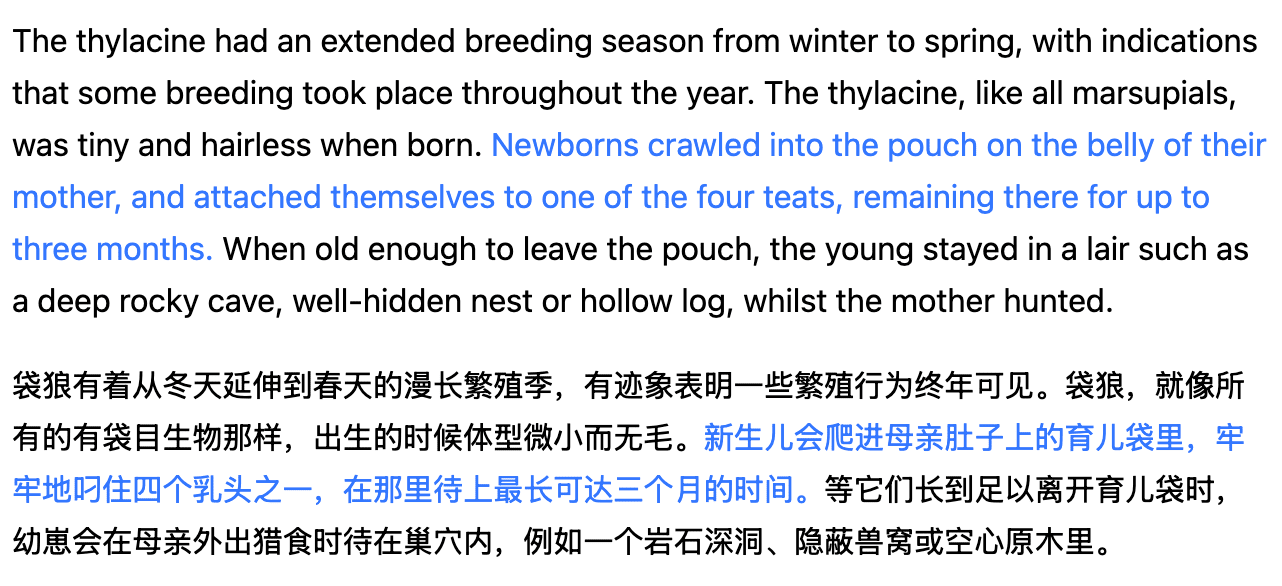 The thylacine had an extended breeding season from winter to spring, with indications
that some breeding took place throughout the year. The thylacine, like all marsupials,
was tiny and hairless when born. Newborns crawled into the pouch on the belly of their
mother, and attached themselves to one of the four teats, remaining there for up to
three months. When old enough to leave the pouch, the young stayed in a lair such as
a deep rocky cave, well-hidden nest or hollow log, whilst the mother hunted.
袋狼有着从冬天延伸到春天的漫长繁殖季，有迹象表明一些繁殖行为终年可见。袋狼，就像所
有的有袋目生物那样，出生的时候体型微小而无毛。新生儿会爬进母亲肚子上的育儿袋里，牢
牢地叼住四个乳头之一，在那里待上最长可达三个月的时间。等它们长到足以离开育儿袋时，
幼崽会在母亲外出猎食时待在巢穴内，例如一个岩石深洞、隐蔽兽窝或空心原木里。